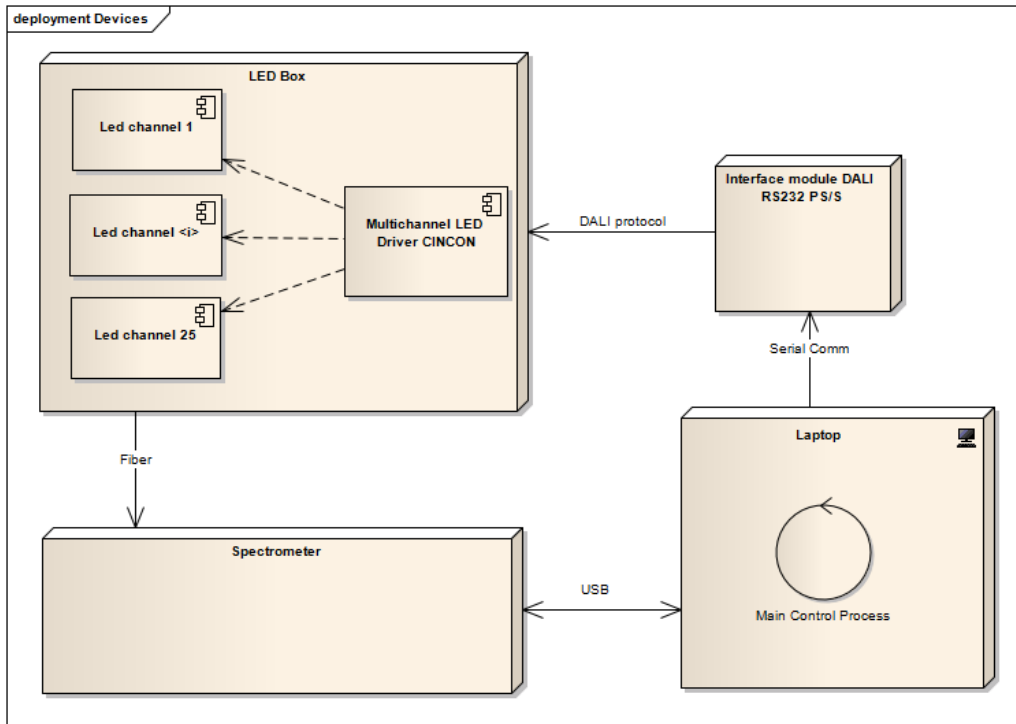 deployment Devices
LED Box
Led channel 1
Led channel <i>
Led channel 25
Multichannel LED
Driver CINCON
DALI protocol
Interface module DALI
RS232 PS/S
Serial Comm
Fiber
Laptop
Main Control Process
Spectrometer
USB